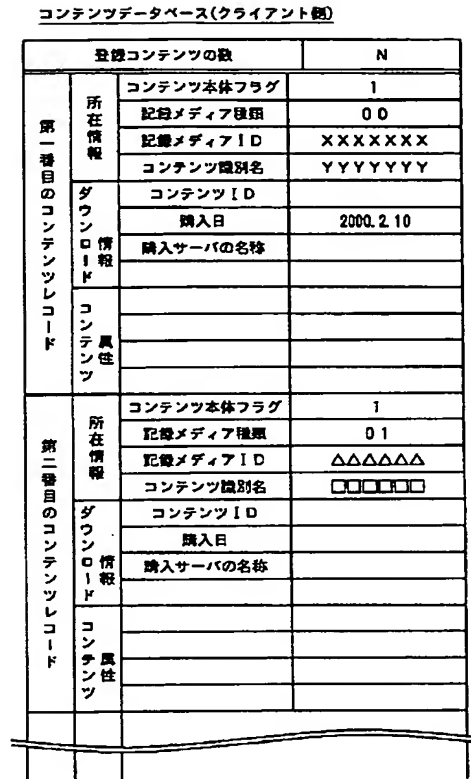 コンテンツデータベース(クライアント側)
登録コンテンツの数 N
第一番目のコンテンツレコード
所在情報
コンテンツ本体フラグ 1
記録メディア種類 00
記録メディアID XXXXXXX
コンテンツ識別名 YYYYYYY
ダウンロード情報
コンテンツID
購入日 2000.2.10
購入サーバの名称
コンテンツ属性
第二番目のコンテンツレコード
所在情報
コンテンツ本体フラグ 1
記録メディア種類 01
記録メディアID △△△△△△
コンテンツ識別名 □□□□□□
ダウンロード情報
コンテンツID
購入日
購入サーバの名称
コンテンツ属性